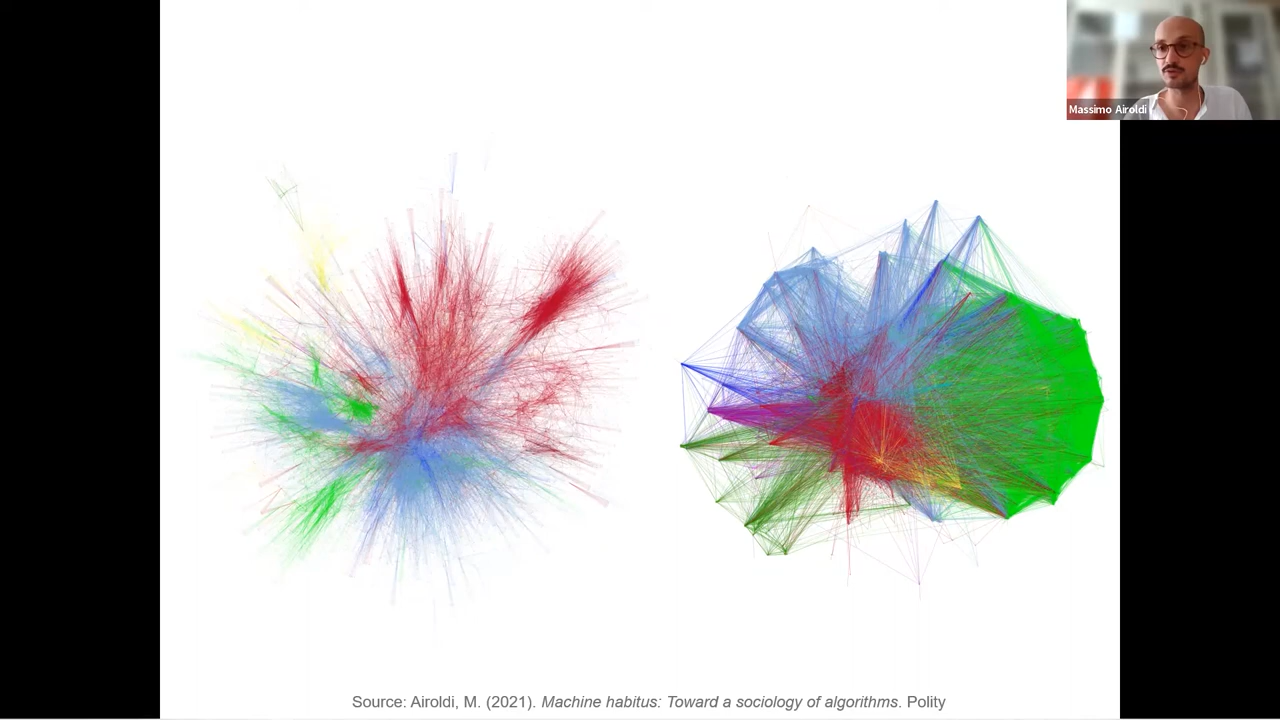 Massimo Airoldi
Source: Airoldi, M. (2021). Machine habitus: Toward a sociology of algorithms. Polity